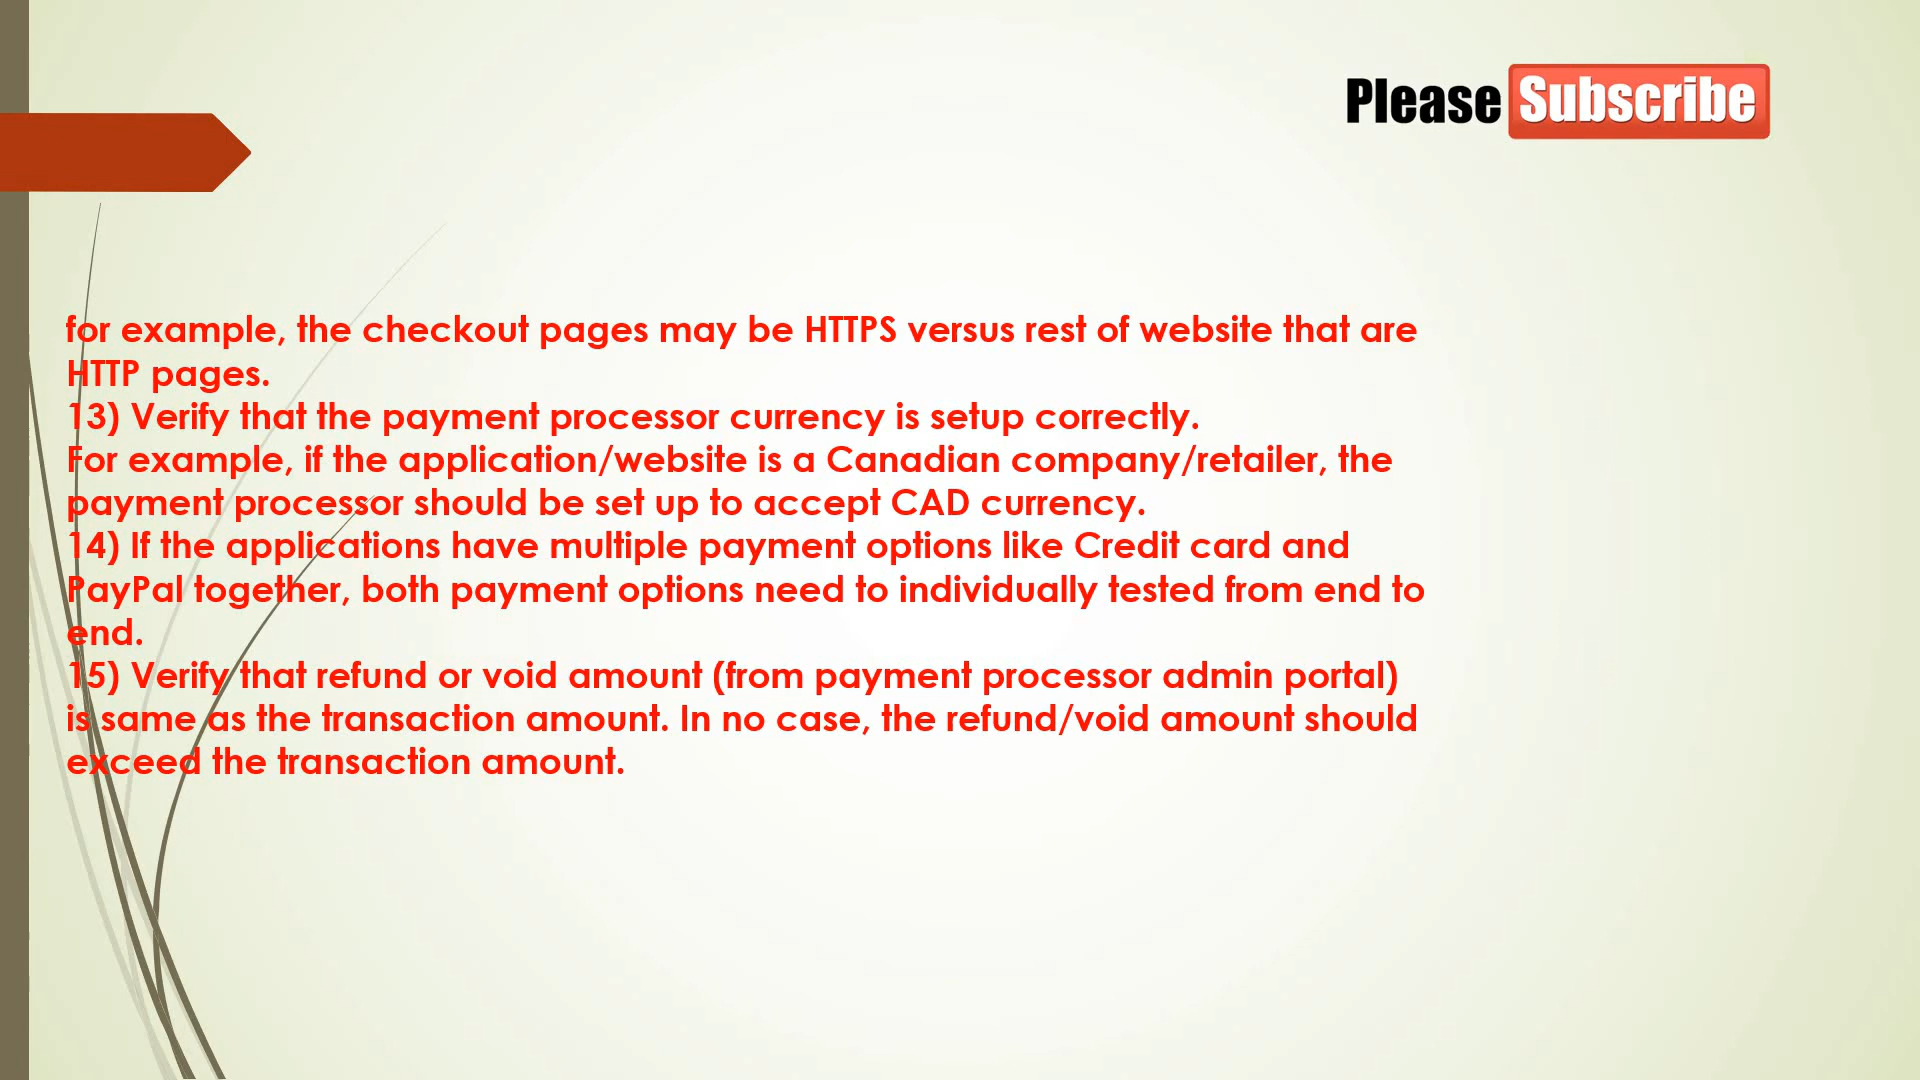 Please Subscribe
for example, the checkout pages may be HTTPS versus rest of website that are
HTTP pages.
13) Verify that the payment processor currency is setup correctly.
For example, if the application/website is a Canadian company/retailer, the
payment processor should be set up to accept CAD currency.
14) If the applications have multiple payment options like Credit card and
PayPal together, both payment options need to individually tested from end to
end.
15) Verify that refund or void amount (from payment processor admin portal)
is same as the transaction amount. In no case, the refund/void amount should
exceed the transaction amount.